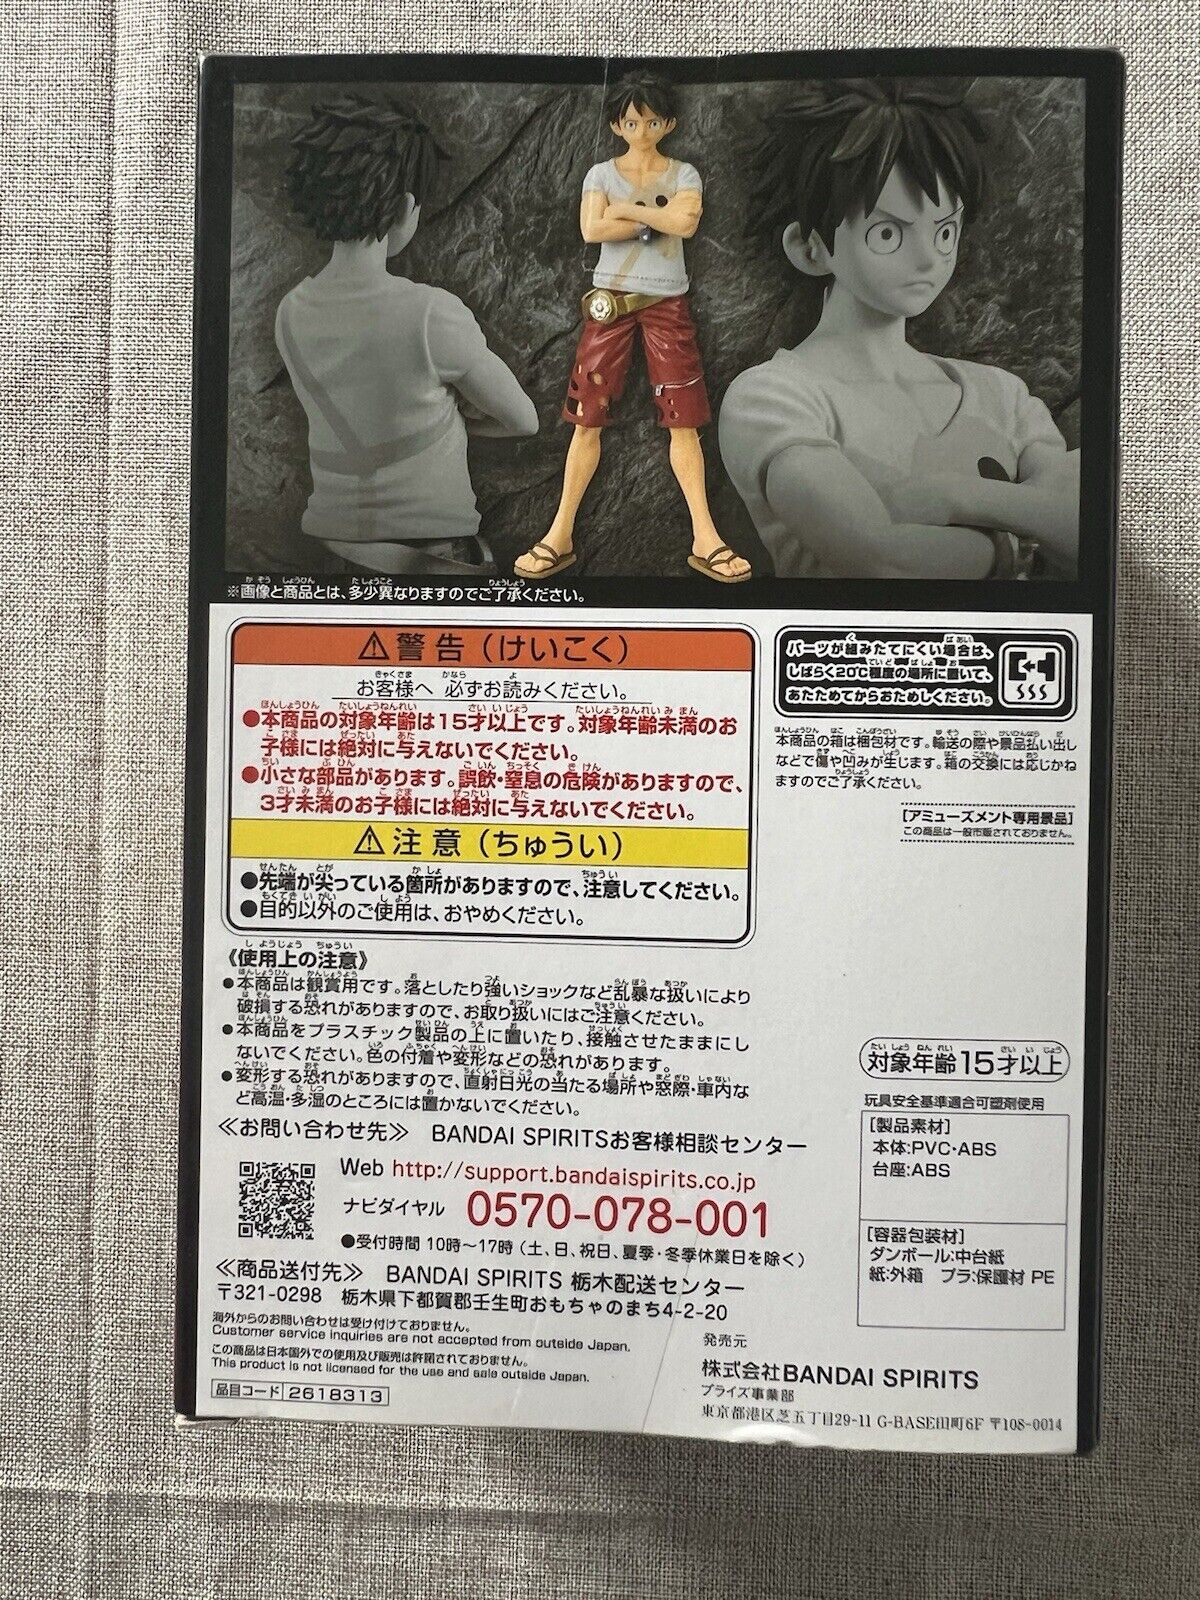 ※画像と商品とは、多少異なりますのでご了承ください。
⚠警告（けいこく）
お客様へ 必ずお読みください。
●本商品の対象年齢は15才以上です。対象年齢未満のお
子様には絶対に与えないでください。
●小さな部品があります。誤飲・窒息の危険がありますので、
3才未満のお子様には絶対に与えないでください。
⚠注意（ちゅうい）
●先端が尖っている箇所がありますので、注意してください。
●目的以外のご使用は、おやめください。
パーツが組みたてにくい場合は、
しばらく20℃程度の場所に置いて、
あたためてからおためしください。
本商品の箱は梱包材です。輸送の際や景品払い出し
などで傷や凹みが生じます。箱の交換には応じかね
ますのでご了承ください。
[アミューズメント専用景品]
この商品は一般市販されておりません。
《使用上の注意》
●本商品は観賞用です。落としたり強いショックなど乱暴な扱いにより
破損する恐れがありますので、お取り扱いにはご注意ください。
●本商品をプラスチック製品の上に置いたり、接触させたままにし
ないでください。色の付着や変形などの恐れがあります。
●変形する恐れがありますので、直射日光の当たる場所や窓際・車内な
ど高温・多湿のところには置かないでください。
≪お問い合わせ先≫ BANDAI SPIRITSお客様相談センター
Web http://support.bandaispirits.co.jp
ナビダイヤル 0570-078-001
●受付時間 10時～17時（土、日、祝日、夏季・冬季休業日を除く）
≪商品送付先≫ BANDAI SPIRITS 栃木配送センター
〒321-0298 栃木県下都賀郡壬生町おもちゃのまち4-2-20
海外からのお問い合わせは受け付けておりません。
Customer service inquiries are not accepted from outside Japan.
この商品は日本国外での使用及び販売は許諾されておりません。
This product is not licensed for the use and sale outside Japan.
品目コード 2618313
対象年齢15才以上
玩具安全基準適合可塑剤使用
[製品素材]
本体:PVC・ABS
台座:ABS
[容器包装材]
ダンボール:中台紙
紙:外箱 プラ:保護材 PE
発売元
株式会社BANDAI SPIRITS
プライズ事業部
東京都港区芝五丁目29-11 G-BASE田町6F 〒108-0014